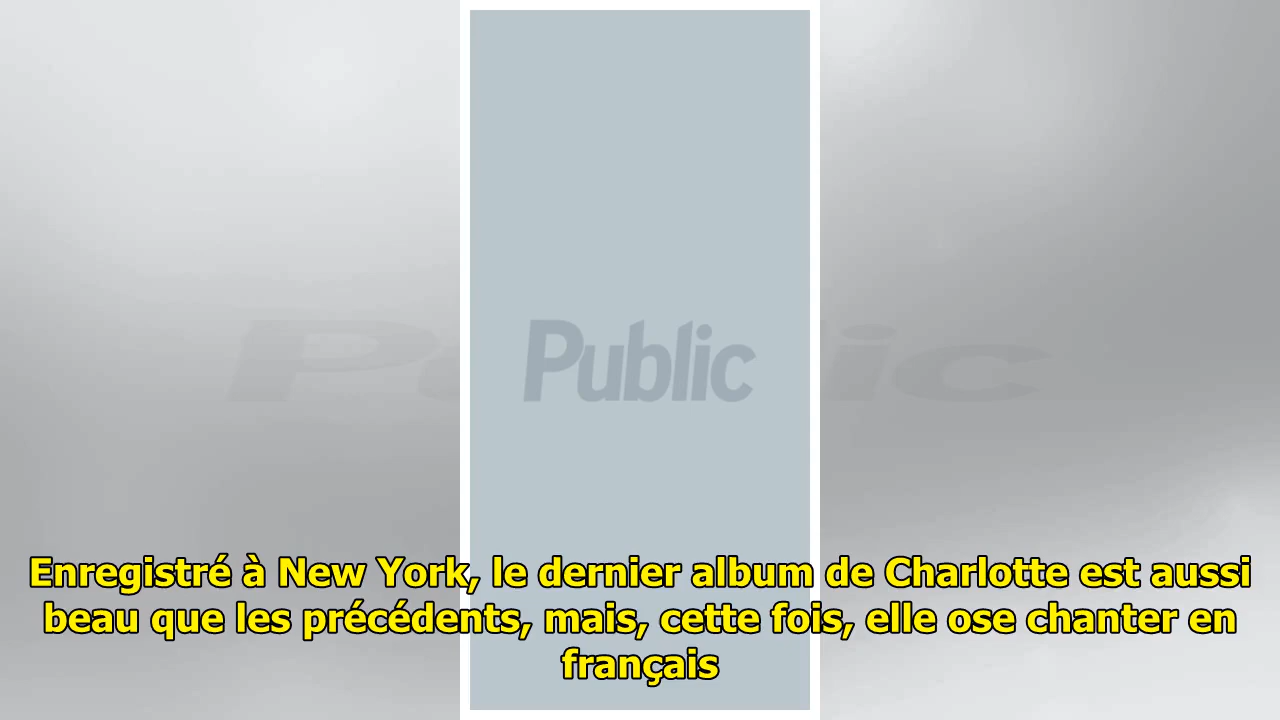 Public
Enregistré à New York, le dernier album de Charlotte est aussi
beau que les précédents, mais, cette fois, elle ose chanter en
français